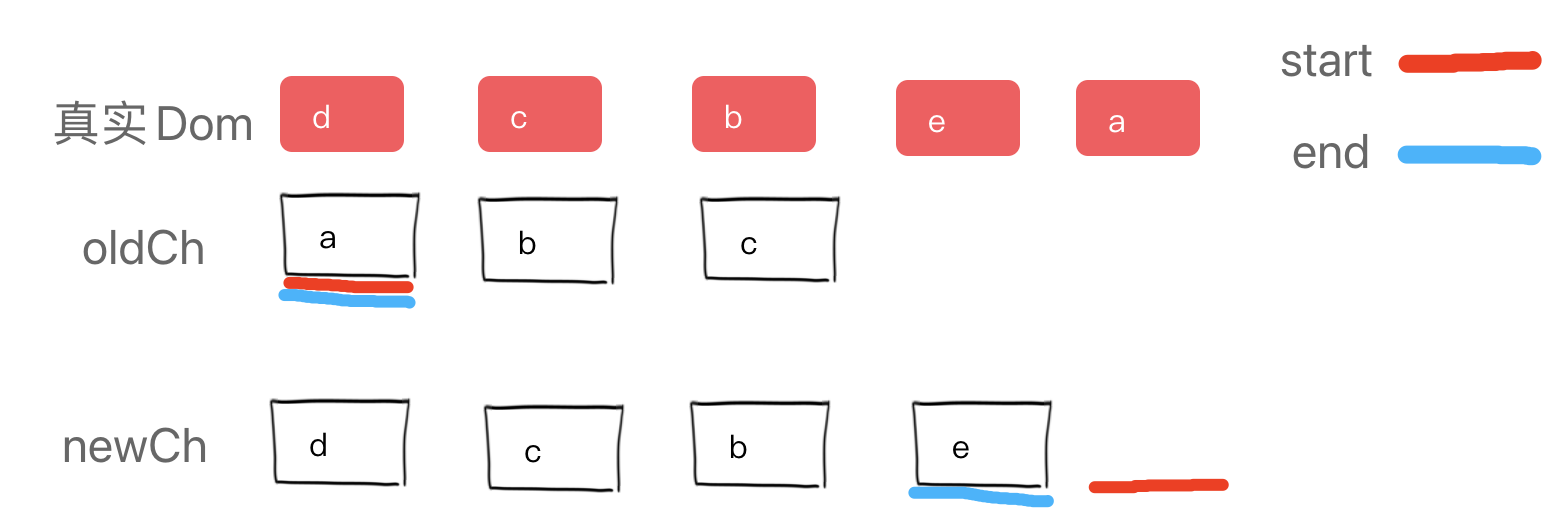 start
真实Dom d c b e a
end
oldCh a b c
newCh d c b e